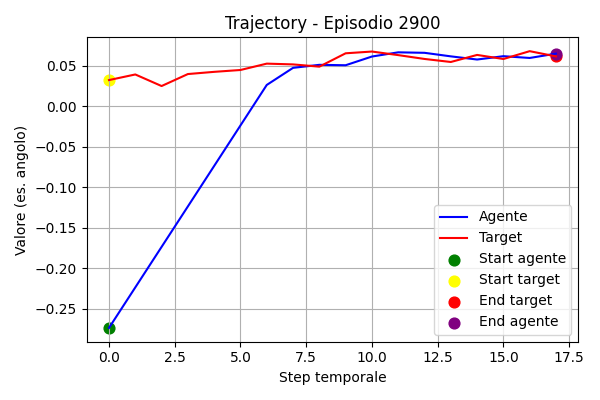 Trajectory - Episodio 2900
Valore (es. angolo)
0.05
0.00
−0.05
−0.10
−0.15
−0.20
−0.25
Agente
Target
Start agente
Start target
End target
End agente
0.0 2.5 5.0 7.5 10.0 12.5 15.0 17.5
Step temporale